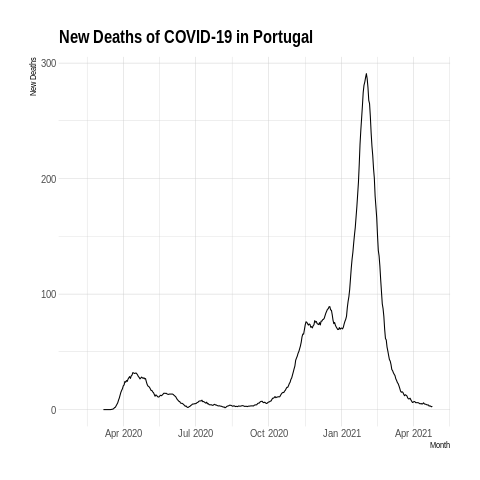 New Deaths of COVID-19 in Portugal
New Deaths
300
200
100
0
Apr 2020 Jul 2020 Oct 2020 Jan 2021 Apr 2021
Month